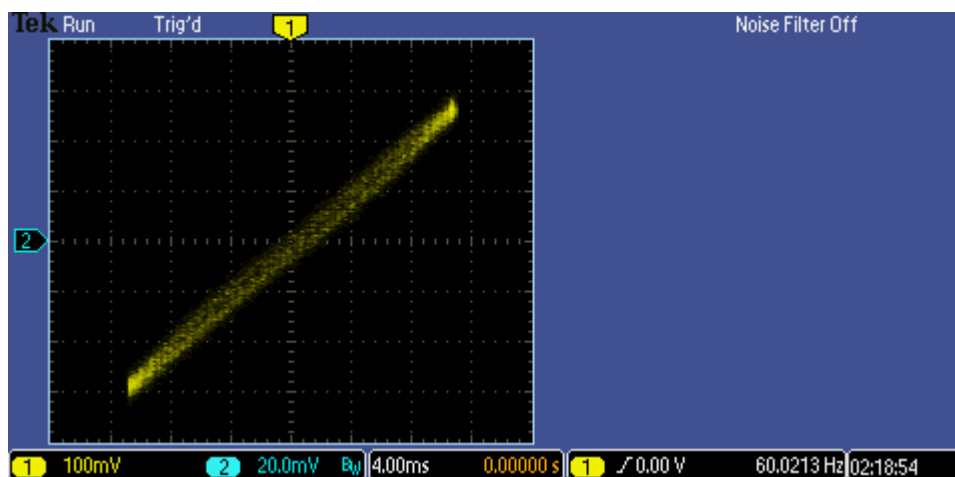 Tek Run Trig'd 1 Noise Filter Off
2
1 100mV 2 20.0mV BW 4.00ms 0.00000 s 1 / 0.00 V 60.0213 Hz 02:18:54